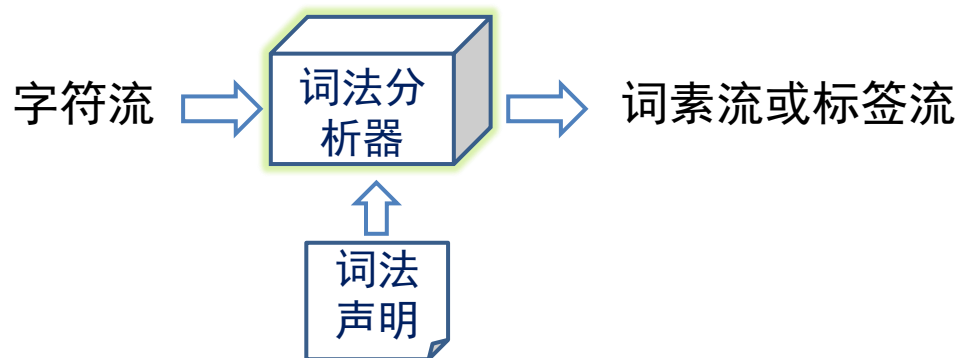 字符流
词法分
析器
词素流或标签流
词法
声明